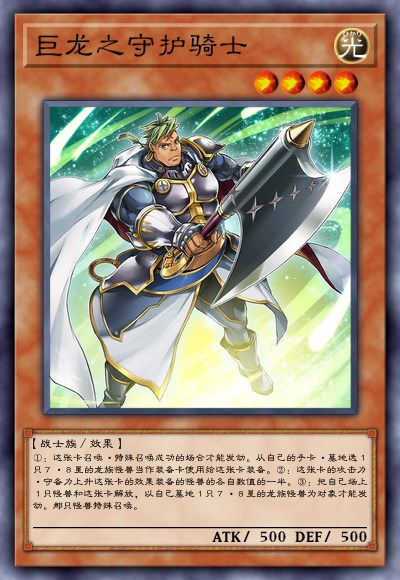 巨龙之守护骑士
光
ひかり
【战士族/效果】
①：这张卡召唤·特殊召唤成功的场合才能发动。从自己的手卡·墓地选1
只7·8星的龙族怪兽当作装备卡使用给这张卡装备。②：这张卡的攻击力
·守备力上升这张卡的效果装备的怪兽的各自数值的一半。③：把自己场上
1只怪兽和这张卡解放，以自己墓地1只7·8星的龙族怪兽为对象才能发
动。那只怪兽特殊召唤。
ATK/ 500 DEF/ 500